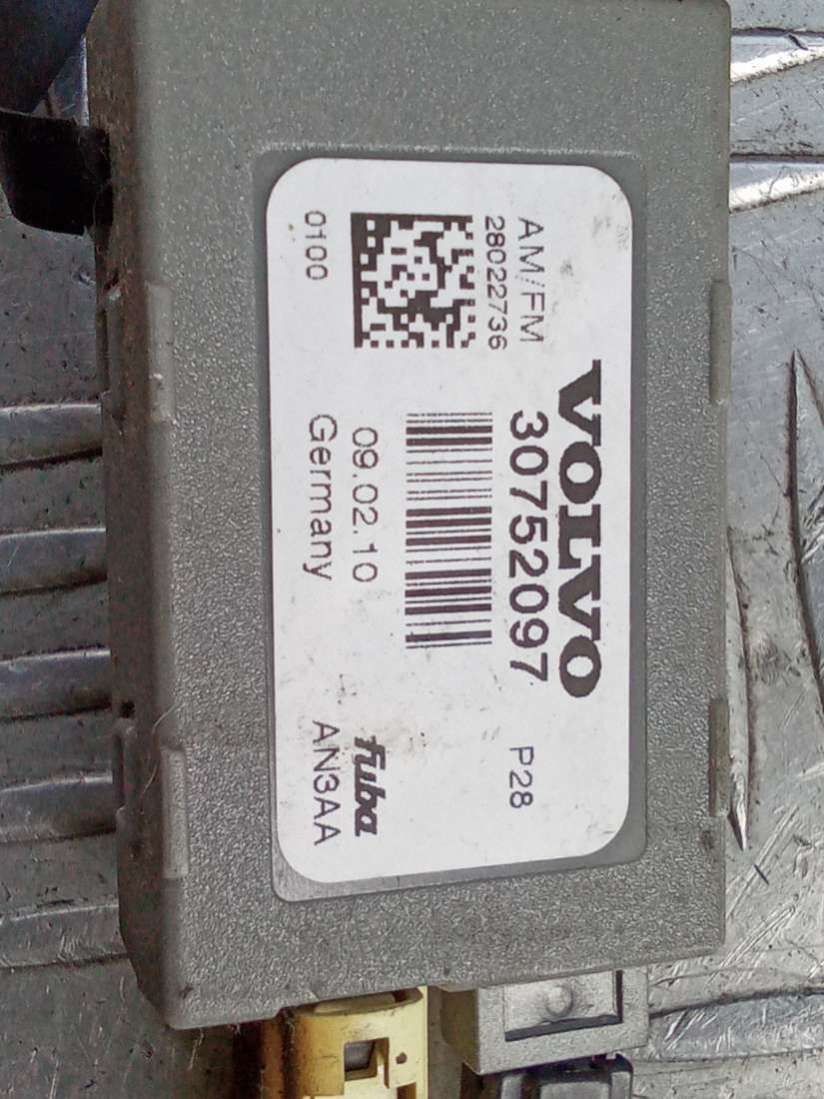 VOLVO
AM/FM 30752097 P28
28022736
09.02.10 fuba
0100 Germany AN3AA